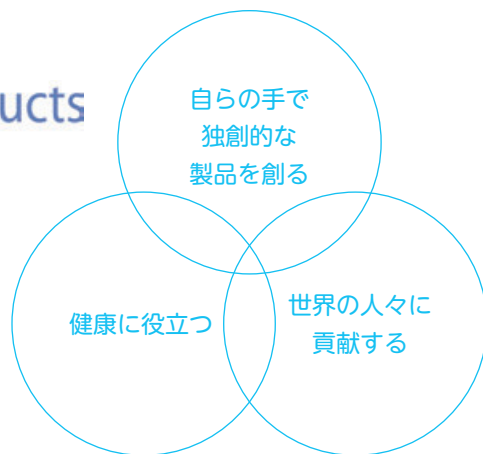 ucts
自らの手で
独創的な
製品を創る
健康に役立つ
世界の人々に
貢献する